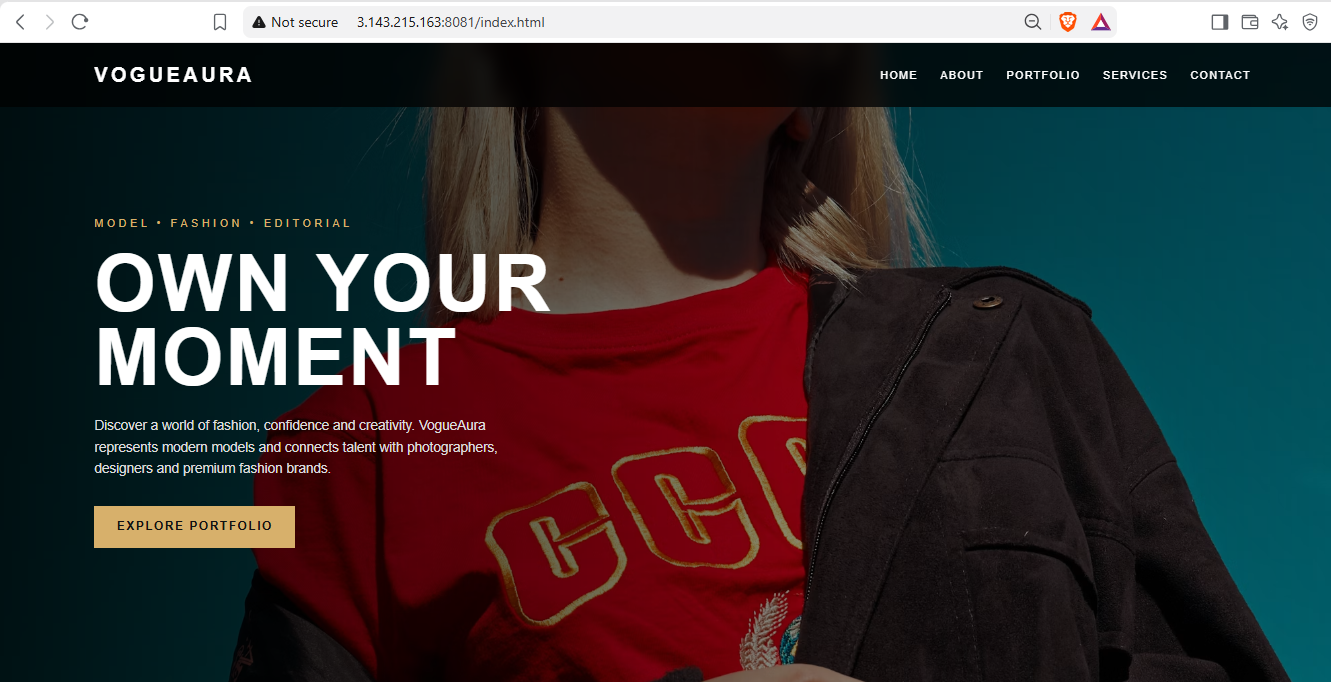 Not secure 3.143.215.163:8081/index.html
VOGUEAURA
HOME ABOUT PORTFOLIO SERVICES CONTACT
MODEL • FASHION • EDITORIAL
OWN YOUR
MOMENT
Discover a world of fashion, confidence and creativity. VogueAura
represents modern models and connects talent with photographers,
designers and premium fashion brands.
EXPLORE PORTFOLIO
CCC